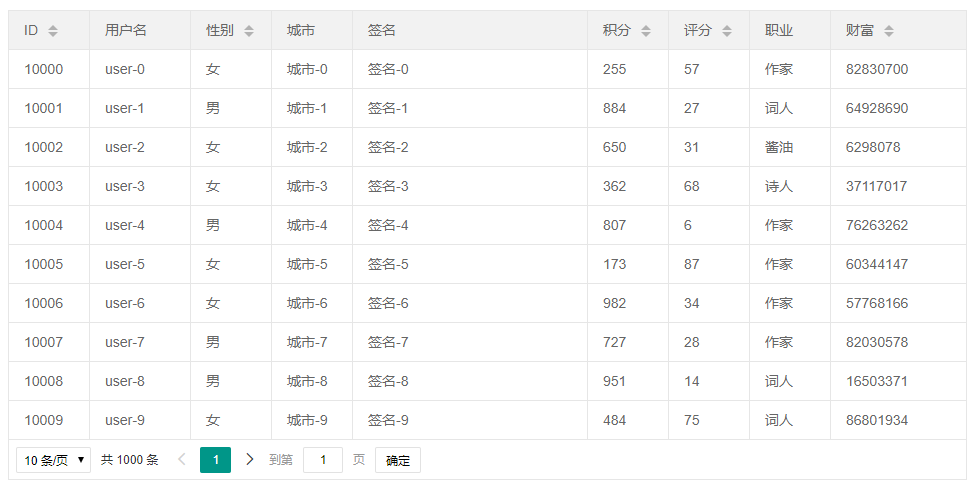 ID 用户名 性别 城市 签名 积分 评分 职业 财富
10000 user-0 女 城市-0 签名-0 255 57 作家 82830700
10001 user-1 男 城市-1 签名-1 884 27 词人 64928690
10002 user-2 女 城市-2 签名-2 650 31 酱油 6298078
10003 user-3 女 城市-3 签名-3 362 68 诗人 37117017
10004 user-4 男 城市-4 签名-4 807 6 作家 76263262
10005 user-5 女 城市-5 签名-5 173 87 作家 60344147
10006 user-6 女 城市-6 签名-6 982 34 作家 57768166
10007 user-7 男 城市-7 签名-7 727 28 作家 82030578
10008 user-8 男 城市-8 签名-8 951 14 词人 16503371
10009 user-9 女 城市-9 签名-9 484 75 词人 86801934
10 条/页 共 1000 条 1 到第 1 页 确定